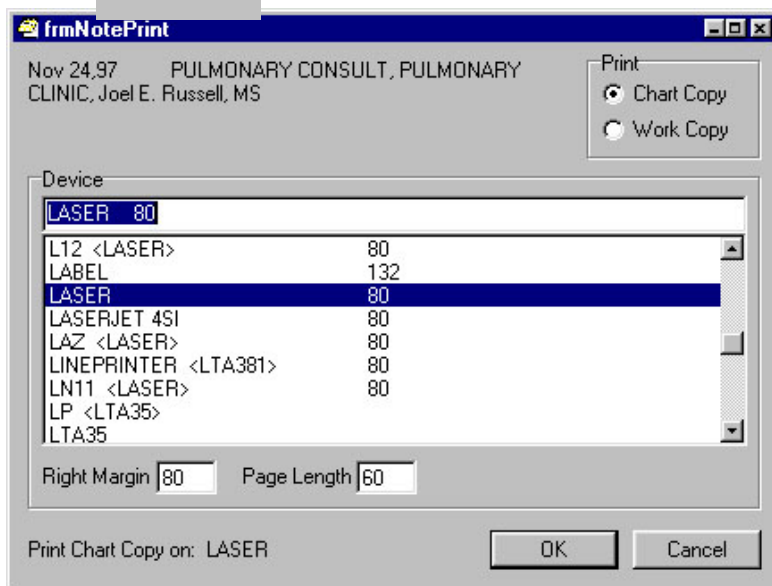 frmNotePrint
Nov 24,97 PULMONARY CONSULT, PULMONARY
CLINIC, Joel E. Russell, MS
Print
Chart Copy
Work Copy
Device
LASER 80
L12 <LASER> 80
LABEL 132
LASER 80
LASERJET 4SI 80
LAZ <LASER> 80
LINEPRINTER <LTA381> 80
LN11 <LASER> 80
LP <LTA35>
LTA35
Right Margin 80 Page Length 60
Print Chart Copy on: LASER OK Cancel